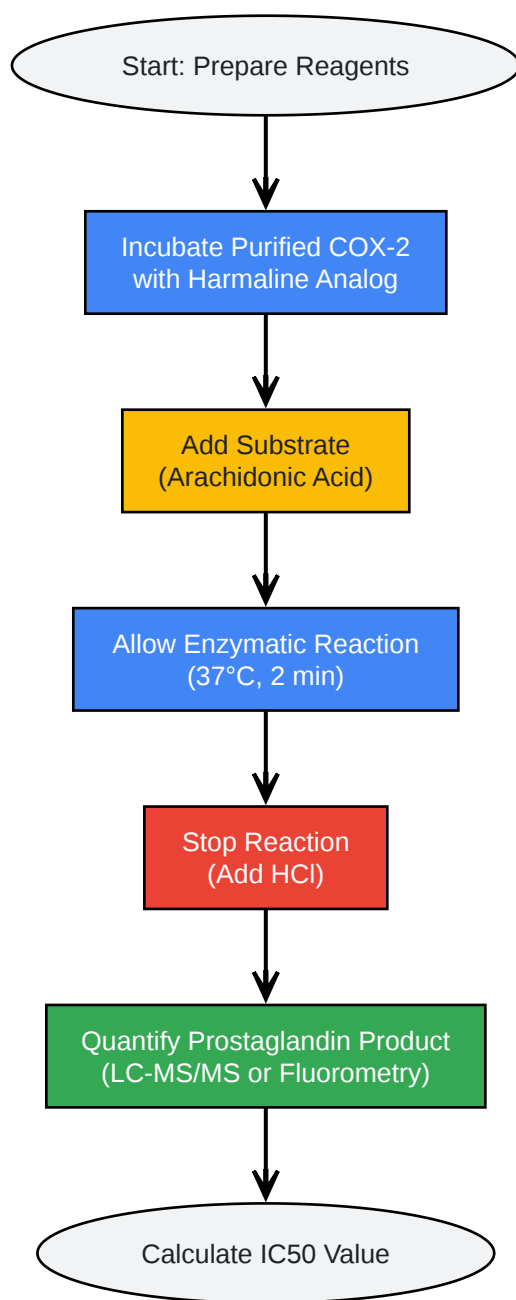 Start: Prepare Reagents
Incubate Purified COX-2
with Harmaline Analog
Add Substrate
(Arachidonic Acid)
Allow Enzymatic Reaction
(37°C, 2 min)
Stop Reaction
(Add HCl)
Quantify Prostaglandin Product
(LC-MS/MS or Fluorometry)
Calculate IC50 Value